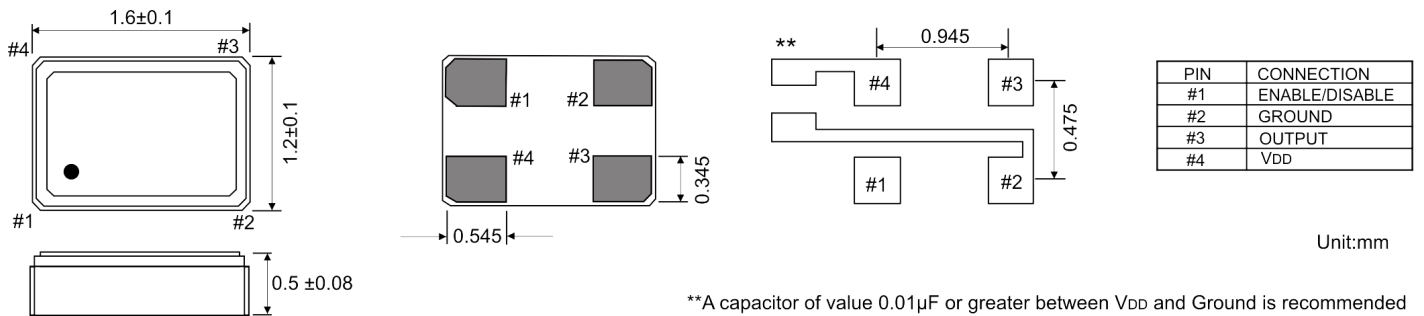 1.6±0.1
#4
#3
1.2±0.1
#1
#2
0.5 ±0.08
#1
#2
#4
#3
0.345
0.545
**
0.945
#4
#3
0.475
#1
#2
PIN CONNECTION
#1 ENABLE/DISABLE
#2 GROUND
#3 OUTPUT
#4 VDD
Unit:mm
**A capacitor of value 0.01µF or greater between VDD and Ground is recommended